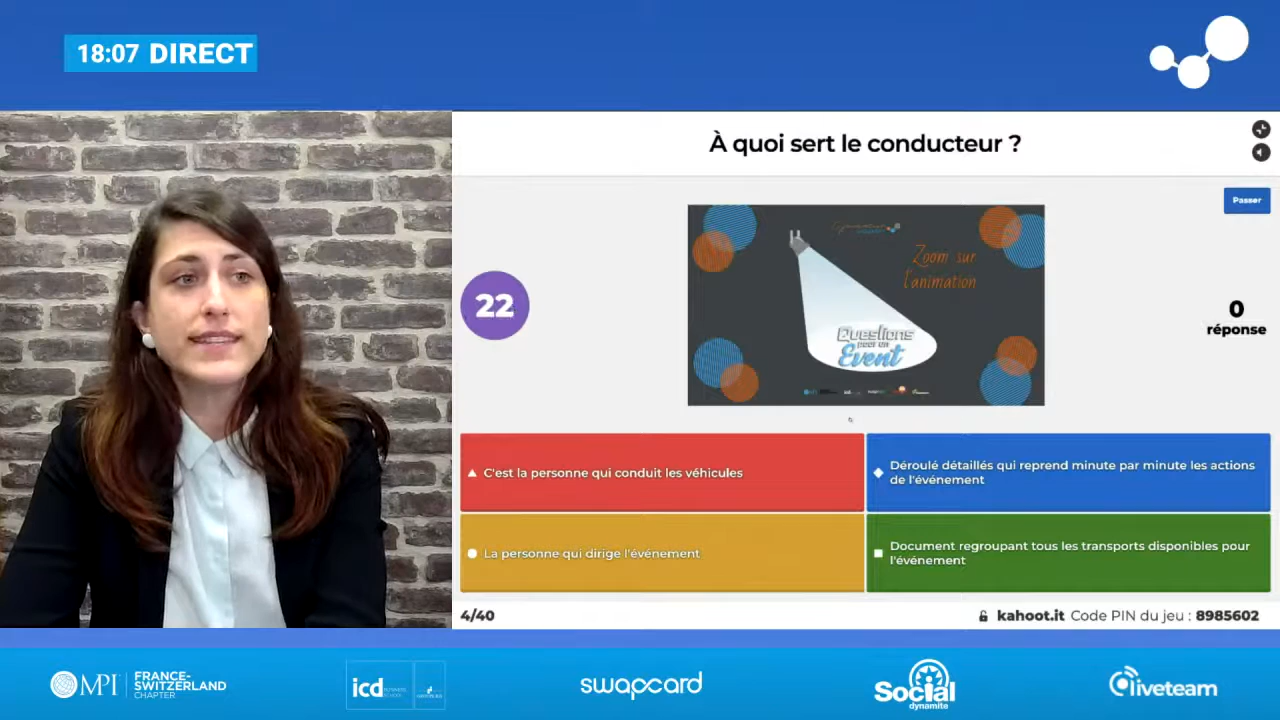 18:07 DIRECT
À quoi sert le conducteur ?
Passer
Zoom sur
l'animation
22
Questions
pour un
Event
0
réponse
C'est la personne qui conduit les véhicules
Déroulé détaillés qui reprend minute par minute les actions
de l'événement
La personne qui dirige l'événement
Document regroupant tous les transports disponibles pour
l'événement
4/40
kahoot.it Code PIN du jeu : 8985602
MPI FRANCE-
SWITZERLAND
CHAPTER
icd
swapcard
Social
dynamite
liveteam